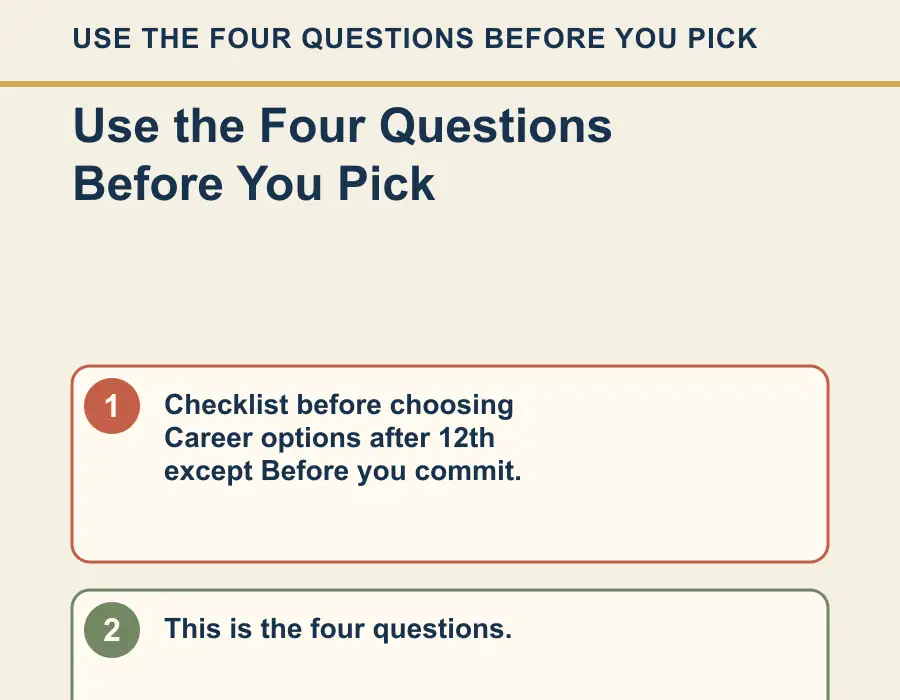 USE THE FOUR QUESTIONS BEFORE YOU PICK
Use the Four Questions
Before You Pick
1
Checklist before choosing
Career options after 12th
except Before you commit.
2
This is the four questions.